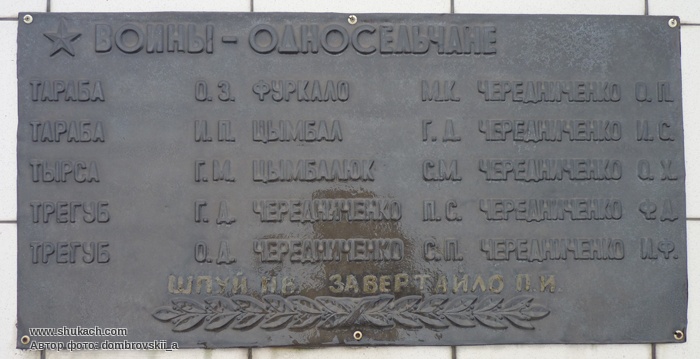 ВОИНЫ – ОДНОСЕЛЬЧАНЕ
ТАРАБА О. З. ФУРКАЛО М.К. ЧЕРЕДНИЧЕНКО О. П.
ТАРАБА И. П. ЦЫМБАЛ Г. Д. ЧЕРЕДНИЧЕНКО И. С.
ТЫРСА Г. М. ЦЫМБАЛЮК С.М. ЧЕРЕДНИЧЕНКО О. Х.
ТРЕГУБ Г. Д. ЧЕРЕДНИЧЕНКО П. С. ЧЕРЕДНИЧЕНКО Ф.Д.
ТРЕГУБ О. Д. ЧЕРЕДНИЧЕНКО С. П. ЧЕРЕДНИЧЕНКО И.Ф.
ШПУЙ П.В. ЗАВЕРТАЙЛО П.И.
www.shukach.com
Автор фото: dombrovskii_a